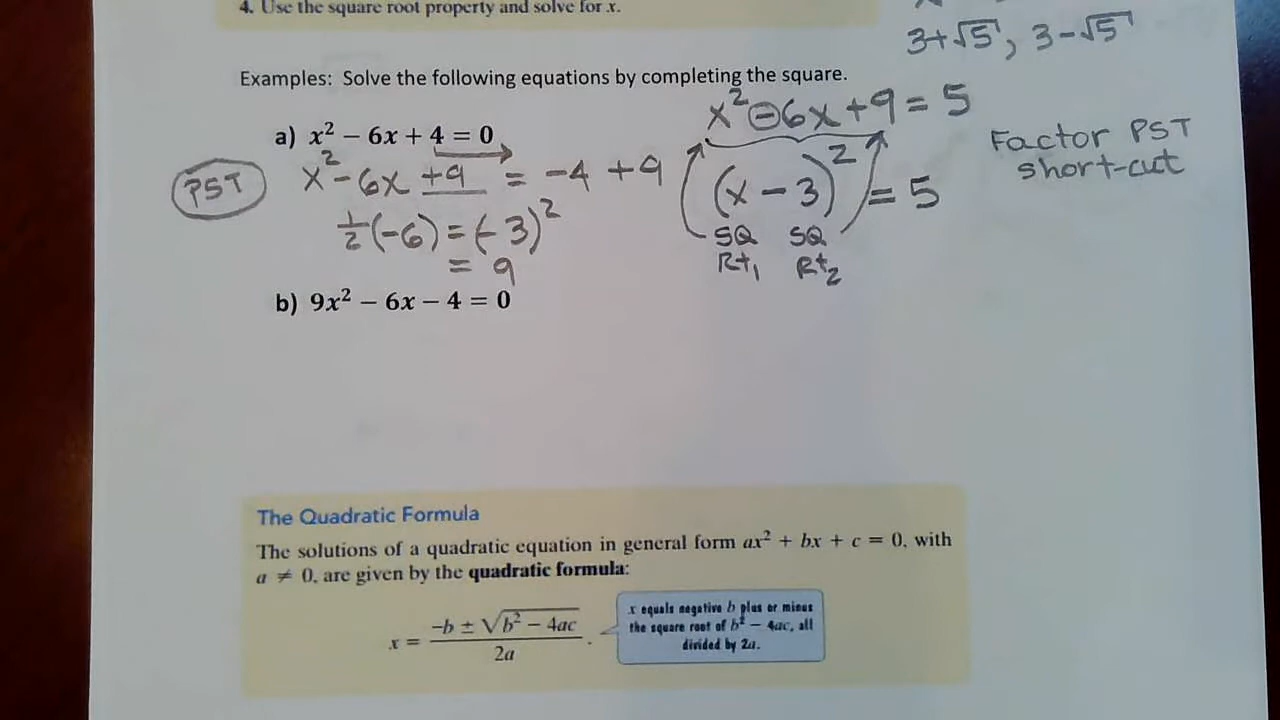 4. Use the square root property and solve for x.
3+√5, 3-√5
Examples: Solve the following equations by completing the square.
x² - 6x + 9 = 5
a) x² − 6x + 4 = 0
Factor PST
short-cut
PST
x² - 6x +9 = -4 +9
(x - 3)² = 5
½(-6) = (-3)²
= 9
SQ SQ
Rt₁ Rt₂
b) 9x² − 6x − 4 = 0
The Quadratic Formula
The solutions of a quadratic equation in general form ax² + bx + c = 0, with
a ≠ 0, are given by the quadratic formula:
x = (-b ± √(b² − 4ac)) / 2a.
x equals negative b plus or minus
the square root of b² − 4ac, all
divided by 2a.